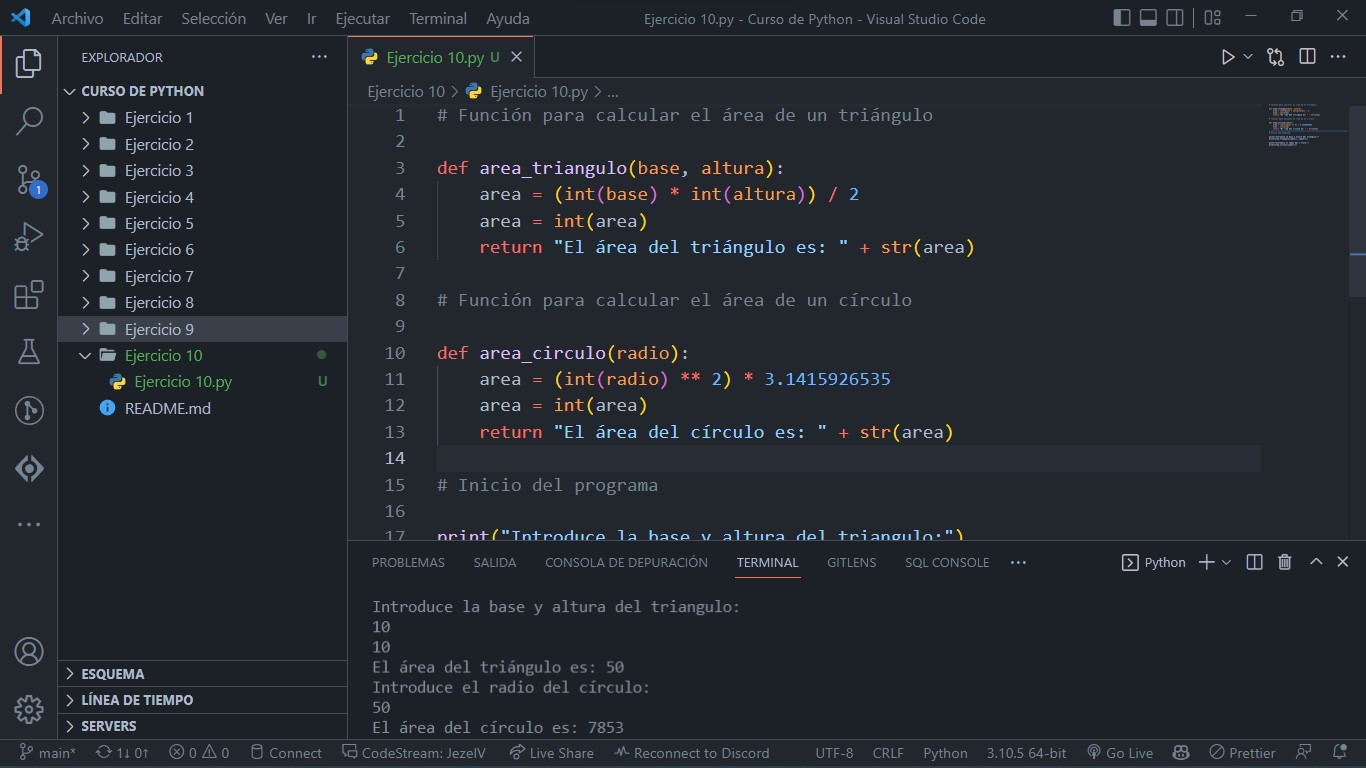 Archivo Editar Selección Ver Ir Ejecutar Terminal Ayuda
Ejercicio 10.py - Curso de Python - Visual Studio Code
EXPLORADOR
CURSO DE PYTHON
Ejercicio 1
Ejercicio 2
Ejercicio 3
Ejercicio 4
Ejercicio 5
Ejercicio 6
Ejercicio 7
Ejercicio 8
Ejercicio 9
Ejercicio 10
Ejercicio 10.py U
README.md
ESQUEMA
LÍNEA DE TIEMPO
SERVERS
1
Ejercicio 10.py U
Ejercicio 10 > Ejercicio 10.py > ...
1 # Función para calcular el área de un triángulo
2
3 def area_triangulo(base, altura):
4     area = (int(base) * int(altura)) / 2
5     area = int(area)
6     return "El área del triángulo es: " + str(area)
7
8 # Función para calcular el área de un círculo
9
10 def area_circulo(radio):
11     area = (int(radio) ** 2) * 3.1415926535
12     area = int(area)
13     return "El área del círculo es: " + str(area)
14
15 # Inicio del programa
16
17 print("Introduce la base y altura del triangulo:")
PROBLEMAS SALIDA CONSOLA DE DEPURACIÓN TERMINAL GITLENS SQL CONSOLE
Python
Introduce la base y altura del triangulo:
10
10
El área del triángulo es: 50
Introduce el radio del círculo:
50
El área del círculo es: 7853
main* 1↓ 0↑ 0 0 Connect CodeStream: JezelV Live Share Reconnect to Discord UTF-8 CRLF Python 3.10.5 64-bit Go Live Prettier